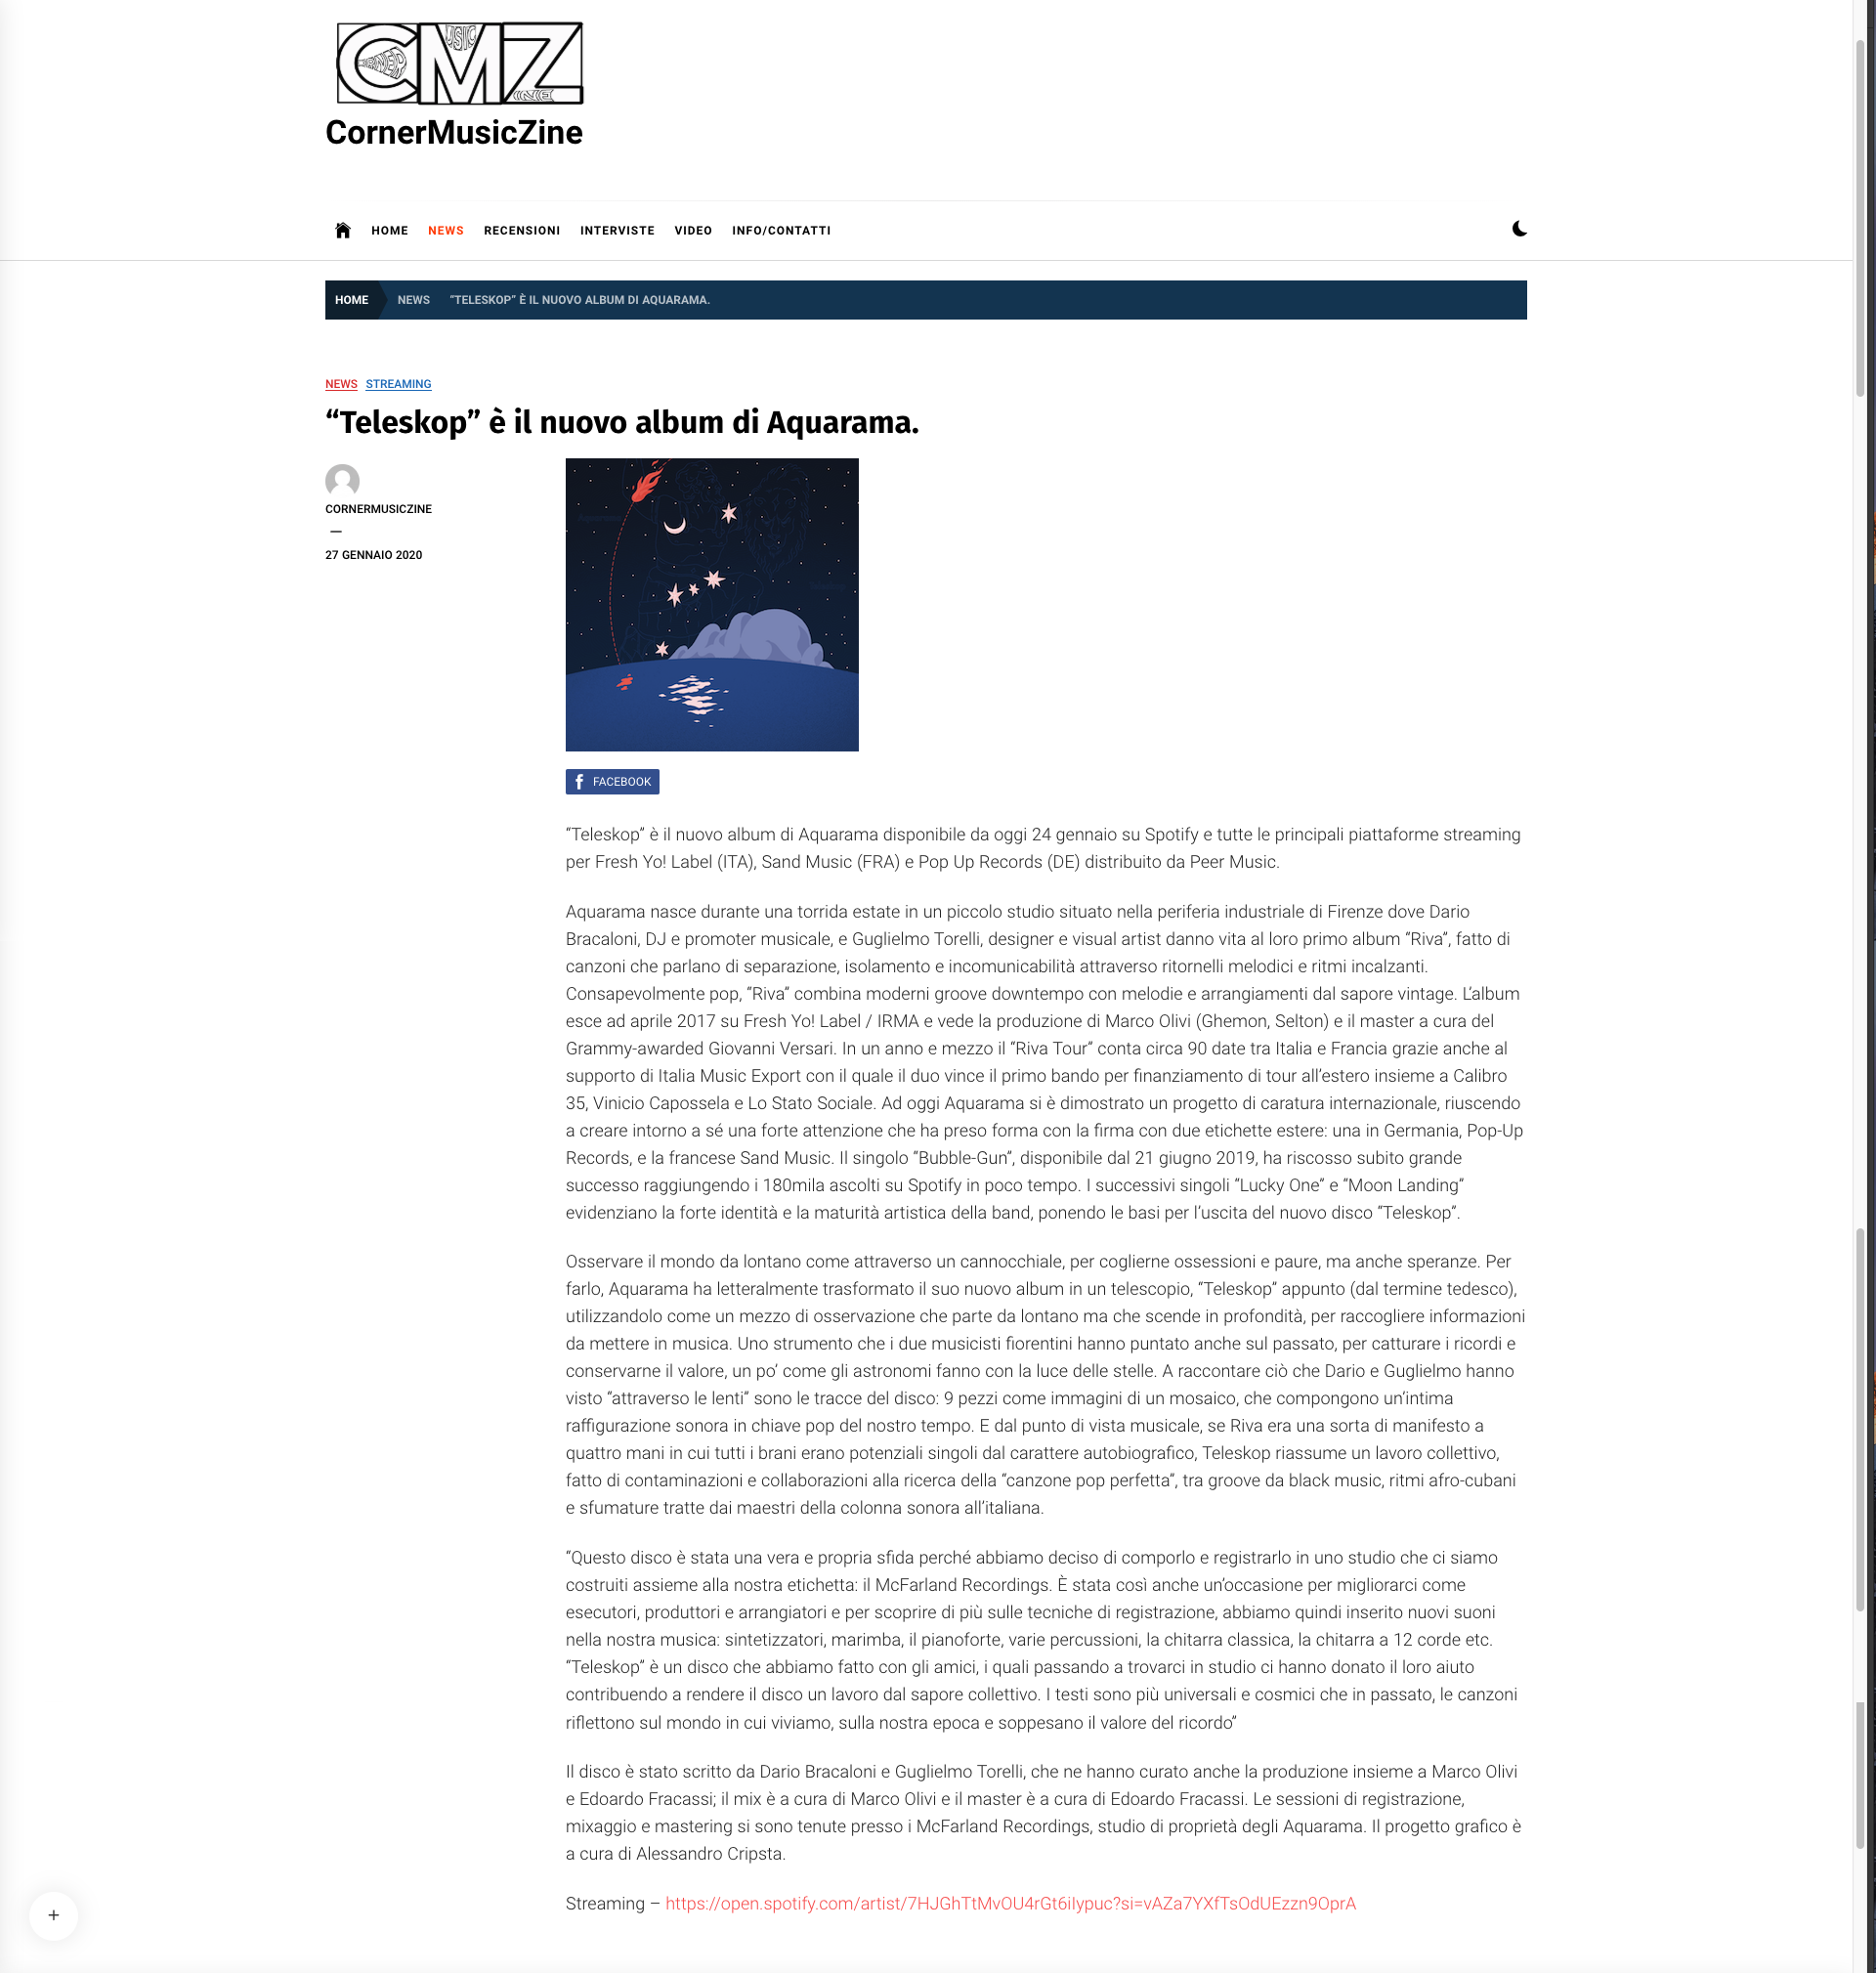 CMZ
CornerMusicZine
HOME NEWS RECENSIONI INTERVISTE VIDEO INFO/CONTATTI
HOME NEWS “TELESKOP” È IL NUOVO ALBUM DI AQUARAMA.
NEWS STREAMING
“Teleskop” è il nuovo album di Aquarama.
CORNERMUSICZINE
—
27 GENNAIO 2020
FACEBOOK
“Teleskop” è il nuovo album di Aquarama disponibile da oggi 24 gennaio su Spotify e tutte le principali piattaforme streaming
per Fresh Yo! Label (ITA), Sand Music (FRA) e Pop Up Records (DE) distribuito da Peer Music.
Aquarama nasce durante una torrida estate in un piccolo studio situato nella periferia industriale di Firenze dove Dario
Bracaloni, DJ e promoter musicale, e Guglielmo Torelli, designer e visual artist danno vita al loro primo album “Riva”, fatto di
canzoni che parlano di separazione, isolamento e incomunicabilità attraverso ritornelli melodici e ritmi incalzanti.
Consapevolmente pop, “Riva” combina moderni groove downtempo con melodie e arrangiamenti dal sapore vintage. L’album
esce ad aprile 2017 su Fresh Yo! Label / IRMA e vede la produzione di Marco Olivi (Ghemon, Selton) e il master a cura del
Grammy-awarded Giovanni Versari. In un anno e mezzo il “Riva Tour” conta circa 90 date tra Italia e Francia grazie anche al
supporto di Italia Music Export con il quale il duo vince il primo bando per finanziamento di tour all’estero insieme a Calibro
35, Vinicio Capossela e Lo Stato Sociale. Ad oggi Aquarama si è dimostrato un progetto di caratura internazionale, riuscendo
a creare intorno a sé una forte attenzione che ha preso forma con la firma con due etichette estere: una in Germania, Pop-Up
Records, e la francese Sand Music. Il singolo “Bubble-Gun”, disponibile dal 21 giugno 2019, ha riscosso subito grande
successo raggiungendo i 180mila ascolti su Spotify in poco tempo. I successivi singoli “Lucky One” e “Moon Landing”
evidenziano la forte identità e la maturità artistica della band, ponendo le basi per l’uscita del nuovo disco “Teleskop”.
Osservare il mondo da lontano come attraverso un cannocchiale, per coglierne ossessioni e paure, ma anche speranze. Per
farlo, Aquarama ha letteralmente trasformato il suo nuovo album in un telescopio, “Teleskop” appunto (dal termine tedesco),
utilizzandolo come un mezzo di osservazione che parte da lontano ma che scende in profondità, per raccogliere informazioni
da mettere in musica. Uno strumento che i due musicisti fiorentini hanno puntato anche sul passato, per catturare i ricordi e
conservarne il valore, un po’ come gli astronomi fanno con la luce delle stelle. A raccontare ciò che Dario e Guglielmo hanno
visto “attraverso le lenti” sono le tracce del disco: 9 pezzi come immagini di un mosaico, che compongono un’intima
raffigurazione sonora in chiave pop del nostro tempo. E dal punto di vista musicale, se Riva era una sorta di manifesto a
quattro mani in cui tutti i brani erano potenziali singoli dal carattere autobiografico, Teleskop riassume un lavoro collettivo,
fatto di contaminazioni e collaborazioni alla ricerca della “canzone pop perfetta”, tra groove da black music, ritmi afro-cubani
e sfumature tratte dai maestri della colonna sonora all’italiana.
“Questo disco è stata una vera e propria sfida perché abbiamo deciso di comporlo e registrarlo in uno studio che ci siamo
costruiti assieme alla nostra etichetta: il McFarland Recordings. È stata così anche un’occasione per migliorarci come
esecutori, produttori e arrangiatori e per scoprire di più sulle tecniche di registrazione, abbiamo quindi inserito nuovi suoni
nella nostra musica: sintetizzatori, marimba, il pianoforte, varie percussioni, la chitarra classica, la chitarra a 12 corde etc.
“Teleskop” è un disco che abbiamo fatto con gli amici, i quali passando a trovarci in studio ci hanno donato il loro aiuto
contribuendo a rendere il disco un lavoro dal sapore collettivo. I testi sono più universali e cosmici che in passato, le canzoni
riflettono sul mondo in cui viviamo, sulla nostra epoca e soppesano il valore del ricordo”
Il disco è stato scritto da Dario Bracaloni e Guglielmo Torelli, che ne hanno curato anche la produzione insieme a Marco Olivi
e Edoardo Fracassi; il mix è a cura di Marco Olivi e il master è a cura di Edoardo Fracassi. Le sessioni di registrazione,
mixaggio e mastering si sono tenute presso i McFarland Recordings, studio di proprietà degli Aquarama. Il progetto grafico è
a cura di Alessandro Cripsta.
Streaming – https://open.spotify.com/artist/7HJGhTtMvOU4rGt6iIypuc?si=vAZa7YXfTsOdUEzzn9OprA
+